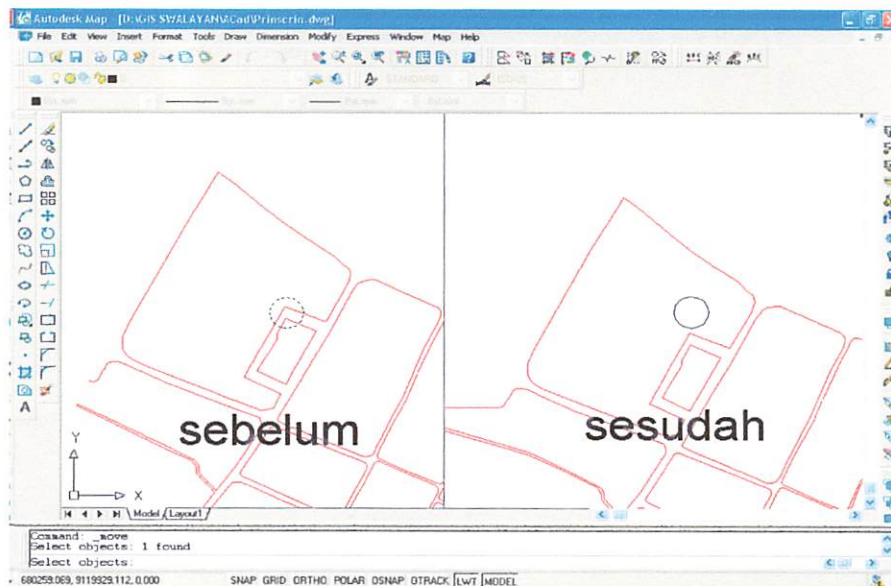 Autodesk Map - [D:\GIS SWALAYAN\ACad\Prinscrin.dwg]
File Edit View Insert Format Tools Draw Dimension Modify Express Window Map Help
STANDARD
sebelum
sesudah
Y
X
Model Layout1
Command: _move
Select objects: 1 found
Select objects:
680259.069, 9119929.112, 0.000 SNAP GRID ORTHO POLAR OSNAP OTRACK LWT MODEL